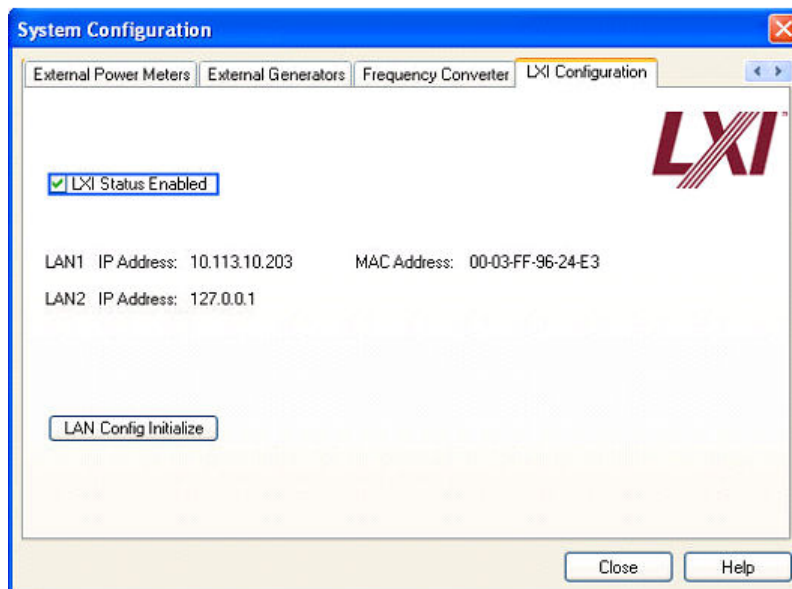 System Configuration
External Power Meters External Generators Frequency Converter LXI Configuration
LXI™
LXI Status Enabled
LAN1 IP Address: 10.113.10.203 MAC Address: 00-03-FF-96-24-E3
LAN2 IP Address: 127.0.0.1
LAN Config Initialize
Close Help